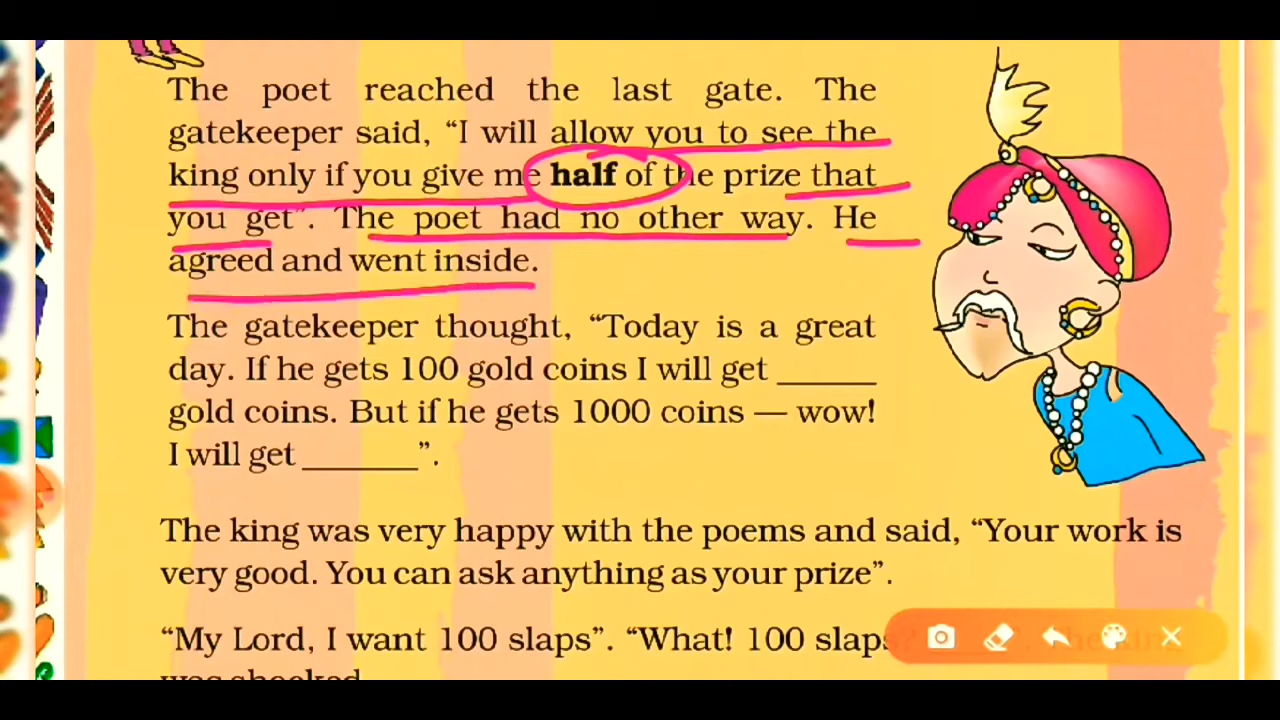 The poet reached the last gate. The
gatekeeper said, “I will allow you to see the
king only if you give me half of the prize that
you get”. The poet had no other way. He
agreed and went inside.
The gatekeeper thought, “Today is a great
day. If he gets 100 gold coins I will get ______
gold coins. But if he gets 1000 coins — wow!
I will get _______”.
The king was very happy with the poems and said, “Your work is
very good. You can ask anything as your prize”.
“My Lord, I want 100 slaps”. “What! 100 slaps?